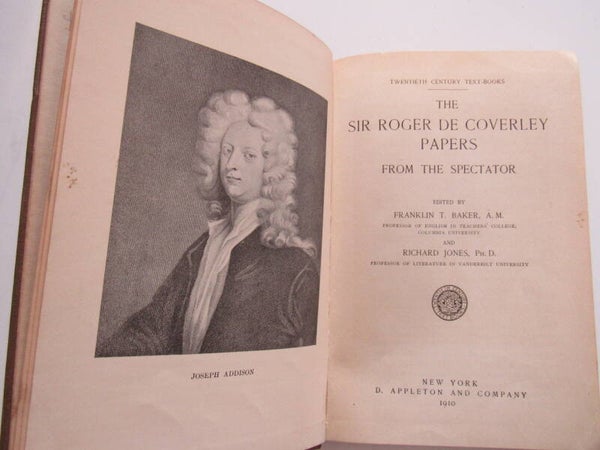 JOSEPH ADDISON
TWENTIETH CENTURY TEXT-BOOKS
THE
SIR ROGER DE COVERLEY
PAPERS
FROM THE SPECTATOR
EDITED BY
FRANKLIN T. BAKER, A.M.
PROFESSOR OF ENGLISH IN TEACHERS' COLLEGE,
COLUMBIA UNIVERSITY
AND
RICHARD JONES, PH.D.
PROFESSOR OF LITERATURE IN VANDERBILT UNIVERSITY
NEW YORK
D. APPLETON AND COMPANY
1910